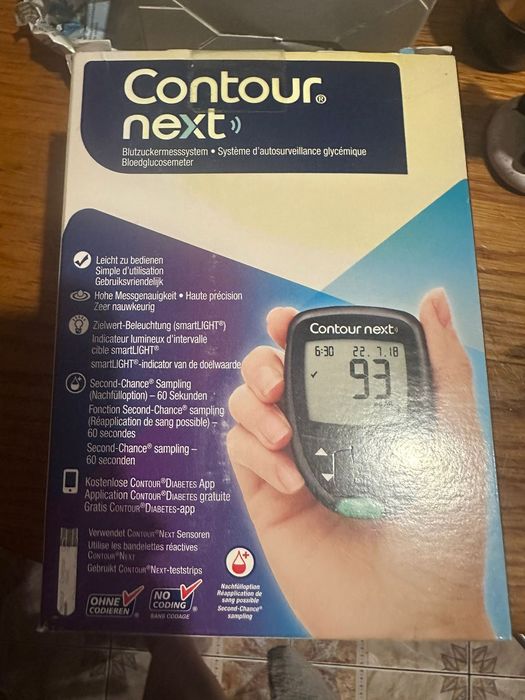 Contour®
next
Blutzuckermesssystem • Système d'autosurveillance glycémique
Bloedglucosemeter
Leicht zu bedienen
Simple d'utilisation
Gebruiksvriendelijk
Hohe Messgenauigkeit • Haute précision
Zeer nauwkeurig
Zielwert-Beleuchtung (smartLIGHT®)
Indicateur lumineux d'intervalle
cible smartLIGHT®
smartLIGHT®-indicator van de doelwaarde
Second-Chance® Sampling
(Nachfülloption) – 60 Sekunden
Fonction Second-Chance® sampling
(Réapplication de sang possible) –
60 secondes
Second-Chance® sampling –
60 seconden
Kostenlose CONTOUR®DIABETES App
Application CONTOUR®DIABETES gratuite
Gratis CONTOUR®DIABETES-app
Verwendet CONTOUR®NEXT Sensoren
Utilise les bandelettes réactives
CONTOUR®NEXT
Gebruikt CONTOUR®NEXT-teststrips
OHNE
CODIEREN
®
NO
CODING
®
SANS CODAGE
Nachfülloption
Réapplication de
sang possible
Second-Chance®
sampling
Contour next
6:30 22.7.18
93